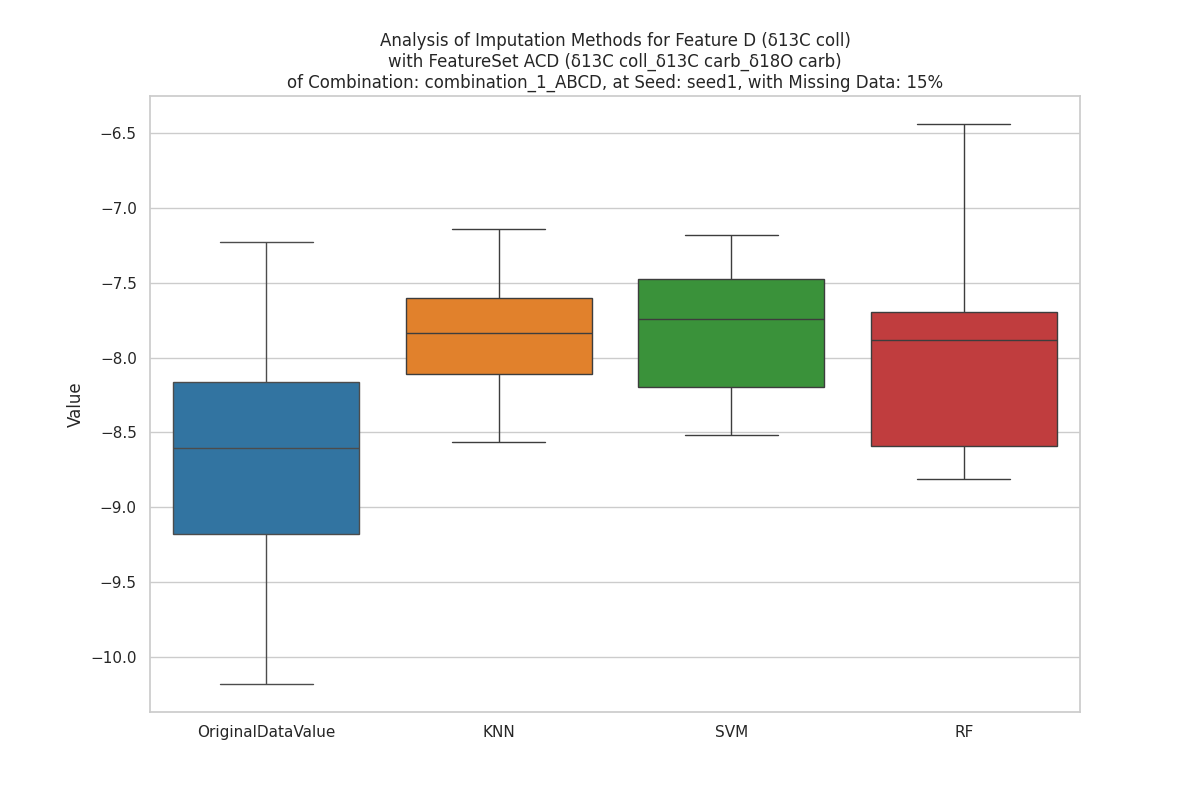 Analysis of Imputation Methods for Feature D (δ13C coll)
with FeatureSet ACD (δ13C coll_δ13C carb_δ18O carb)
of Combination: combination_1_ABCD, at Seed: seed1, with Missing Data: 15%
−6.5
−7.0
−7.5
−8.0
−8.5
−9.0
−9.5
−10.0
Value
OriginalDataValue
KNN
SVM
RF